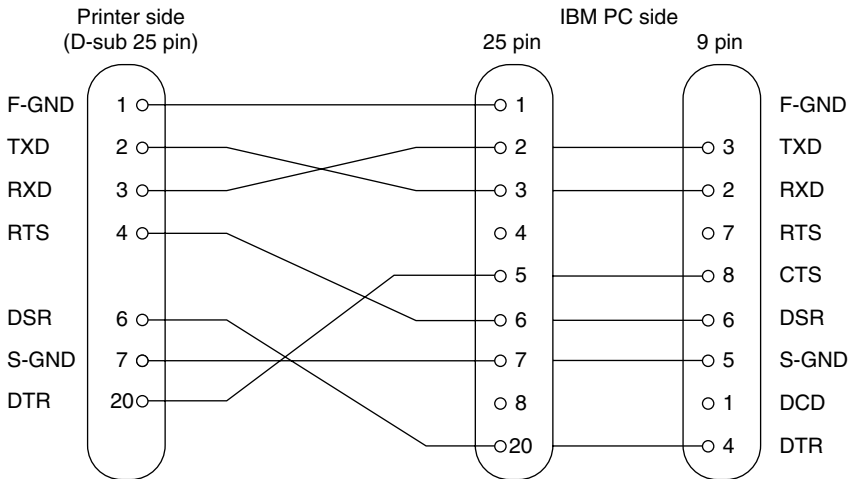 Printer side
(D-sub 25 pin)
IBM PC side
25 pin
9 pin
F-GND 1 1 F-GND
TXD 2 2 3 TXD
RXD 3 3 2 RXD
RTS 4 4 7 RTS
5 8 CTS
DSR 6 6 6 DSR
S-GND 7 7 5 S-GND
DTR 20 8 1 DCD
20 4 DTR